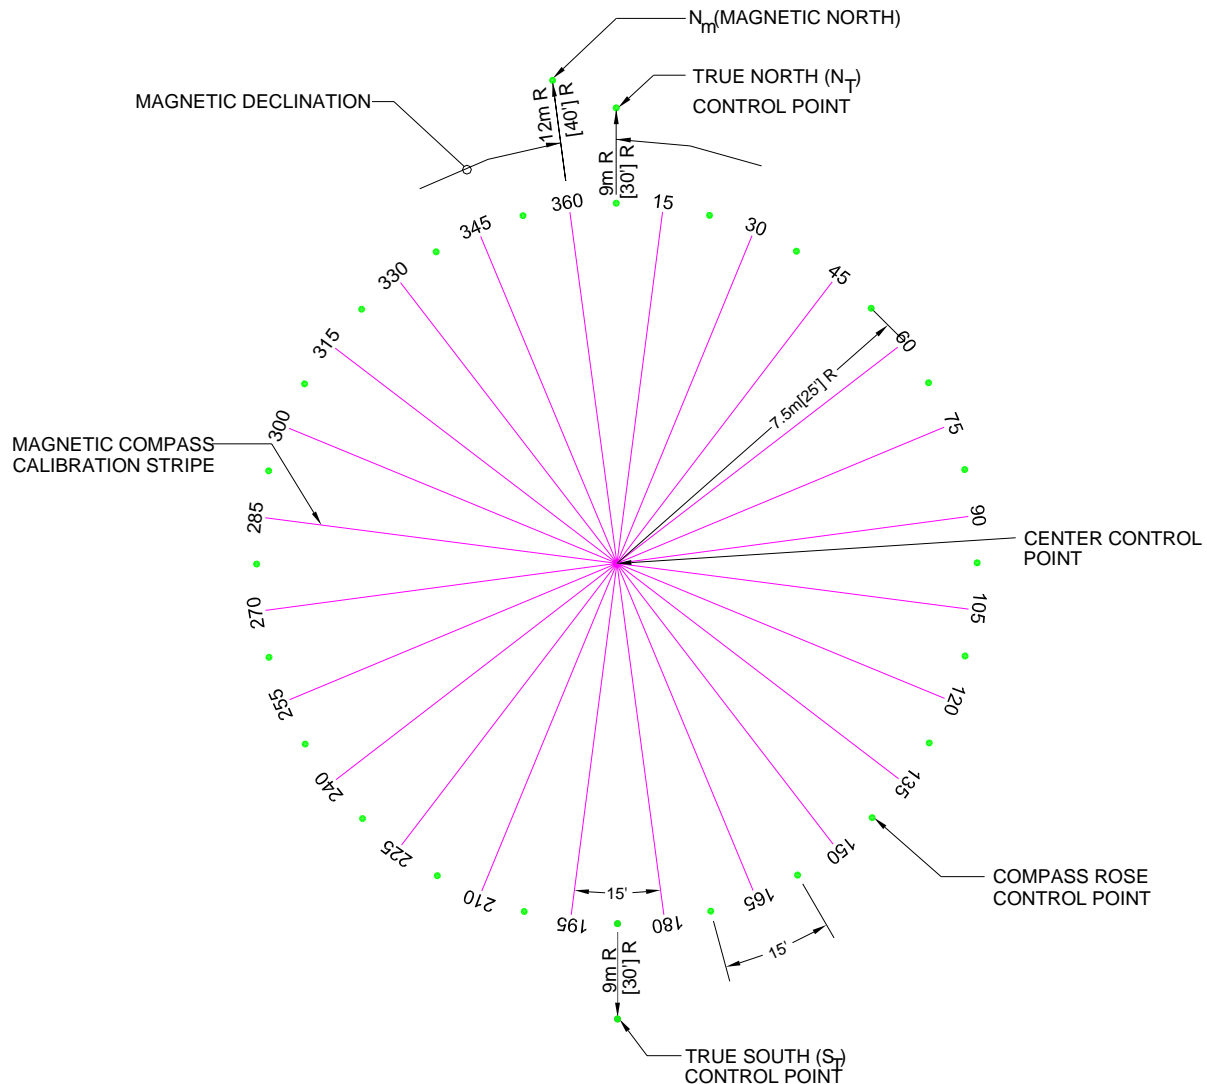 N m (MAGNETIC NORTH)
TRUE NORTH (N T)
CONTROL POINT
MAGNETIC DECLINATION
12m R
[40'] R
9m R
[30'] R
360
15
30
45
60
75
90
105
120
135
150
165
180
195
210
225
240
255
270
285
300
315
330
345
7.5m[25'] R
MAGNETIC COMPASS
CALIBRATION STRIPE
CENTER CONTROL
POINT
COMPASS ROSE
CONTROL POINT
15'
15'
9m R
[30'] R
TRUE SOUTH (S T)
CONTROL POINT